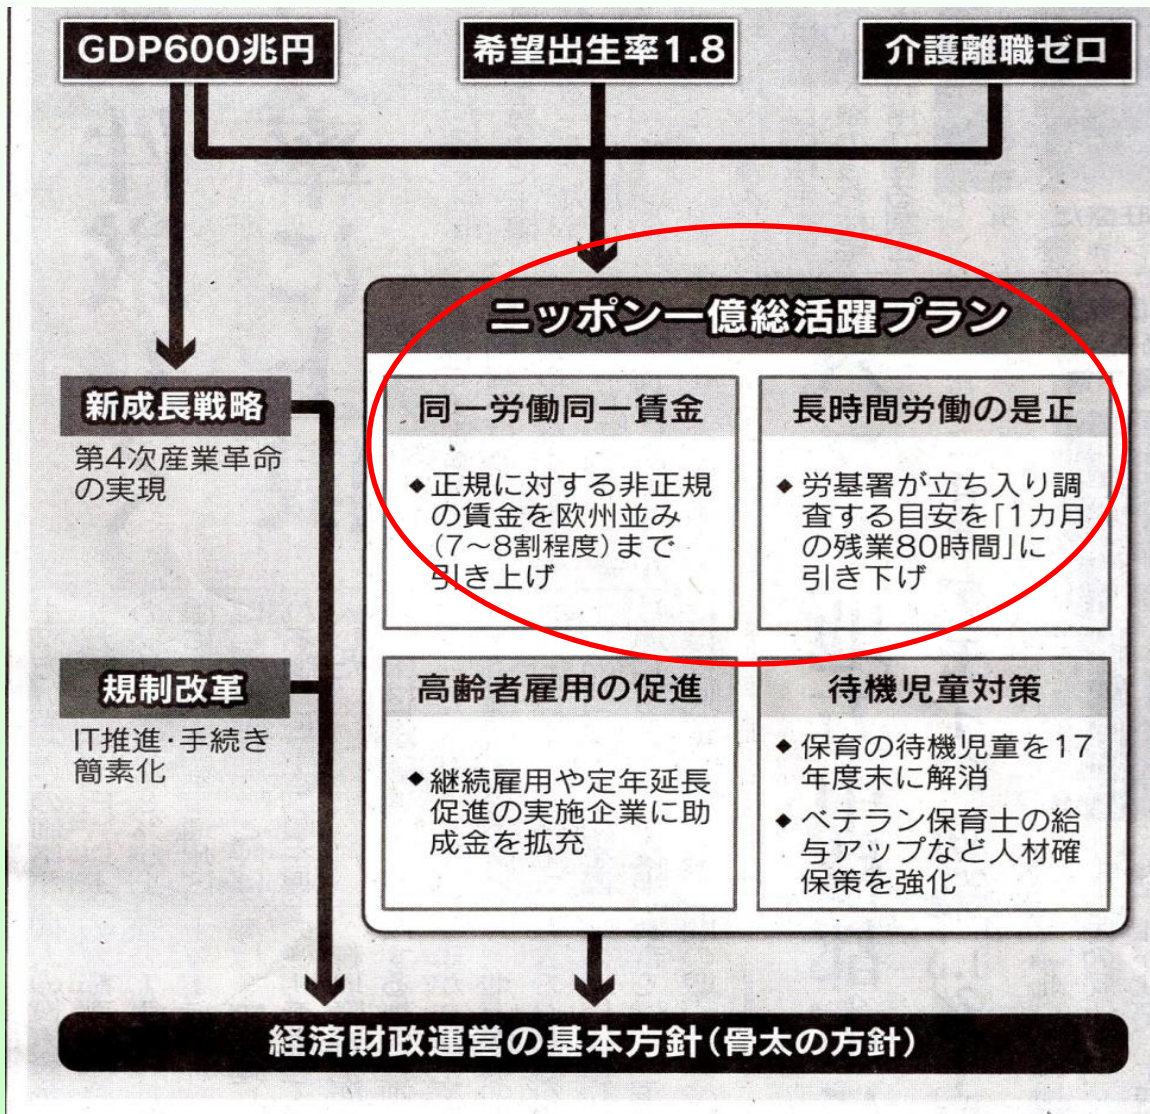 GDP600兆円
希望出生率1.8
介護離職ゼロ
ニッポン一億総活躍プラン
新成長戦略
第4次産業革命
の実現
同一労働同一賃金
◆正規に対する非正規
の賃金を欧州並み
(7〜8割程度)まで
引き上げ
長時間労働の是正
◆労基署が立ち入り調
査する目安を「1カ月
の残業80時間」に
引き下げ
規制改革
IT推進・手続き
簡素化
高齢者雇用の促進
◆継続雇用や定年延長
促進の実施企業に助
成金を拡充
待機児童対策
◆保育の待機児童を17
年度末に解消
◆ベテラン保育士の給
与アップなど人材確
保策を強化
経済財政運営の基本方針(骨太の方針)